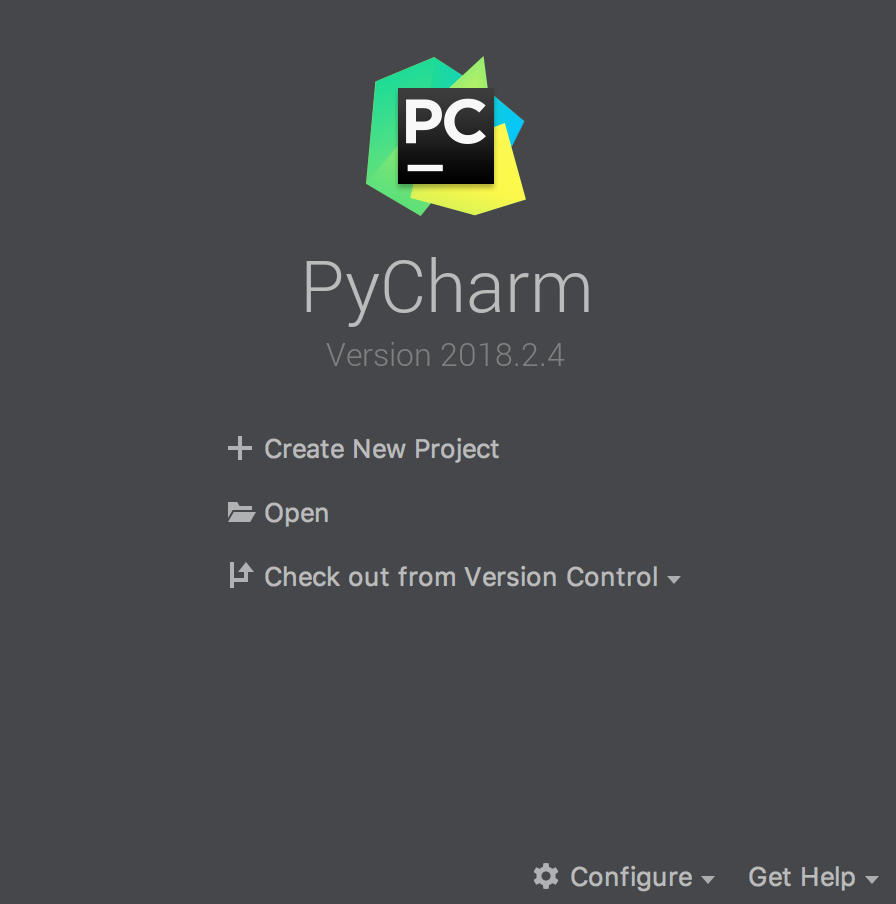 PC
PyCharm
Version 2018.2.4
Create New Project
Open
Check out from Version Control
Configure Get Help